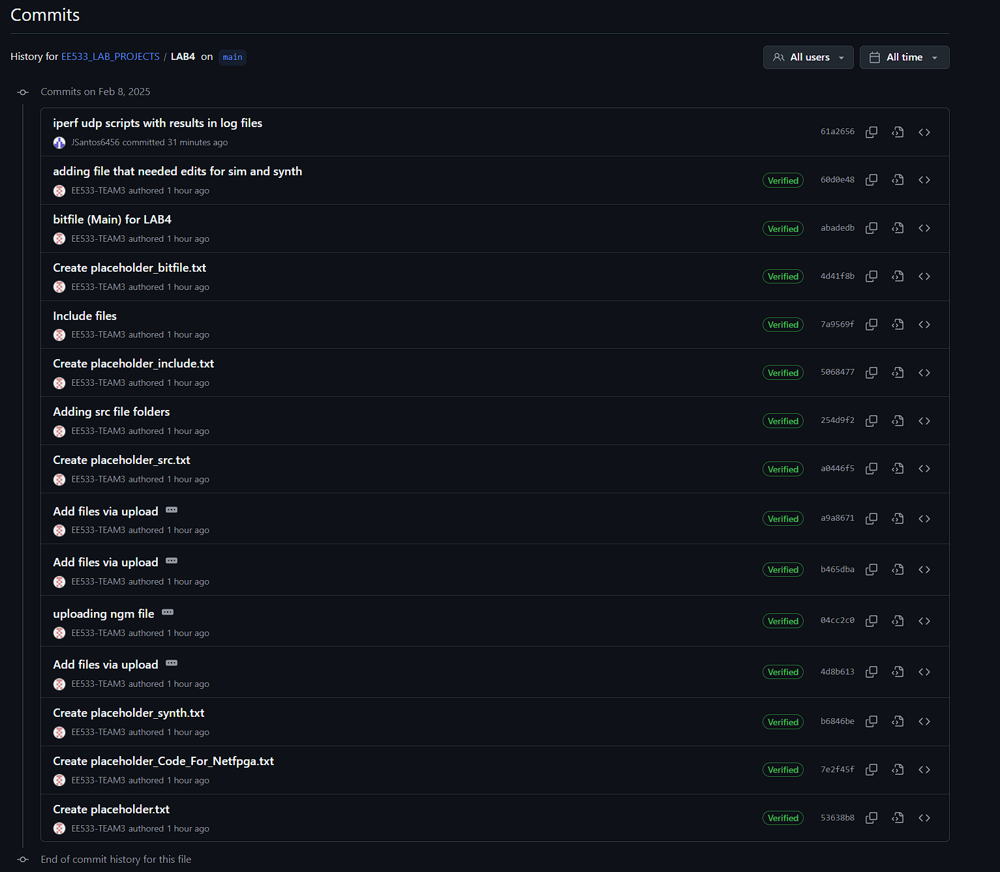 Commits
History for EE533_LAB_PROJECTS / LAB4 on main
All users
All time
Commits on Feb 8, 2025
iperf udp scripts with results in log files
JSantos6456 committed 31 minutes ago
61a2656
adding file that needed edits for sim and synth
EE533-TEAM3 authored 1 hour ago
Verified
60d0e48
bitfile (Main) for LAB4
EE533-TEAM3 authored 1 hour ago
Verified
abadedb
Create placeholder_bitfile.txt
EE533-TEAM3 authored 1 hour ago
Verified
4d41f8b
Include files
EE533-TEAM3 authored 1 hour ago
Verified
7a9569f
Create placeholder_include.txt
EE533-TEAM3 authored 1 hour ago
Verified
5068477
Adding src file folders
EE533-TEAM3 authored 1 hour ago
Verified
254d9f2
Create placeholder_src.txt
EE533-TEAM3 authored 1 hour ago
Verified
a0446f5
Add files via upload
EE533-TEAM3 authored 1 hour ago
Verified
a9a8671
Add files via upload
EE533-TEAM3 authored 1 hour ago
Verified
b465dba
uploading ngm file
EE533-TEAM3 authored 1 hour ago
Verified
04cc2c0
Add files via upload
EE533-TEAM3 authored 1 hour ago
Verified
4d8b613
Create placeholder_synth.txt
EE533-TEAM3 authored 1 hour ago
Verified
b6846be
Create placeholder_Code_For_Netfpga.txt
EE533-TEAM3 authored 1 hour ago
Verified
7e2f45f
Create placeholder.txt
EE533-TEAM3 authored 1 hour ago
Verified
53638b8
End of commit history for this file